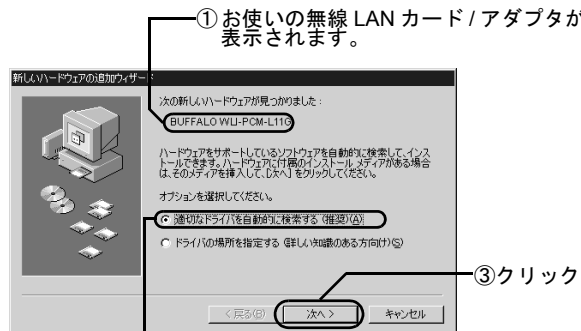 ①お使いの無線 LAN カード / アダプタが
表示されます。
新しいハードウェアの追加ウィザード
次の新しいハードウェアが見つかりました :
BUFFALO WLI-PCM-L11G
ハードウェアをサポートしているソフトウェアを自動的に検索して、インス
トールできます。ハードウェアに付属のインストール メディアがある場合
は、そのメディアを挿入して、[次へ] をクリックしてください。
オプションを選択してください。
適切なドライバを自動的に検索する (推奨)(A)
ドライバの場所を指定する (詳しい知識のある方向け)(S)
③クリック
< 戻る(B)
次へ >
キャンセル